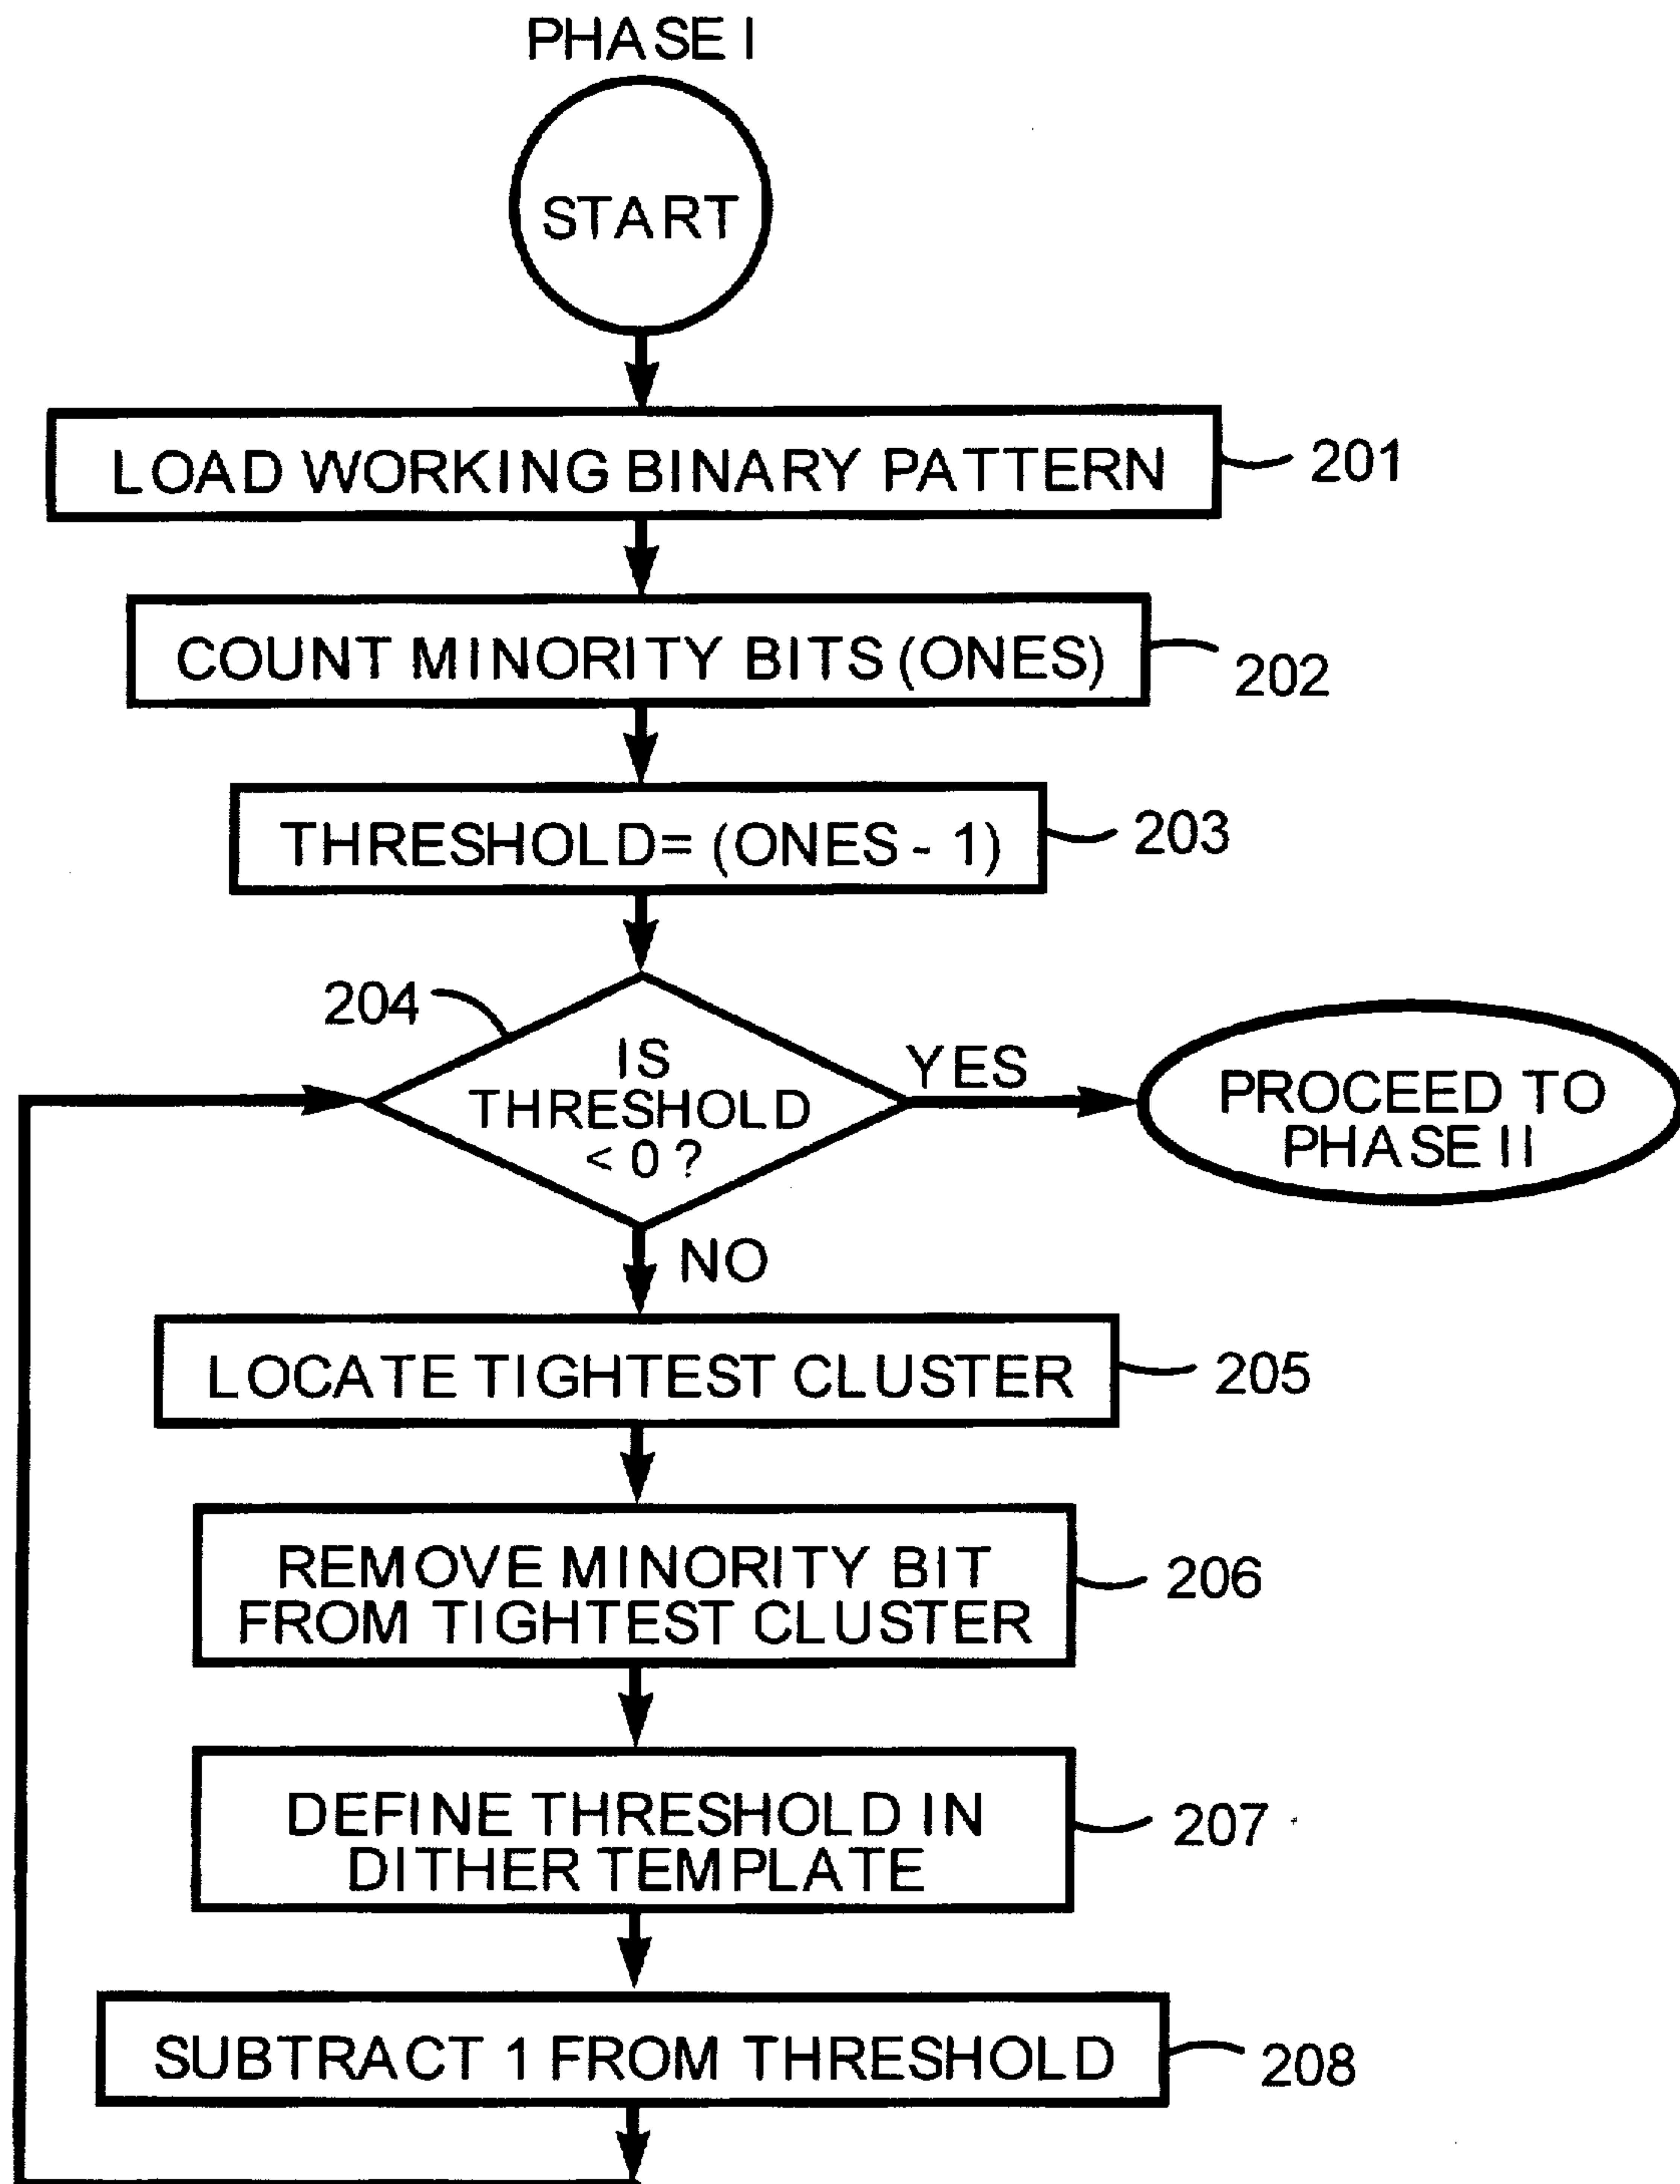 PHASE I
START
LOAD WORKING BINARY PATTERN
201
COUNT MINORITY BITS (ONES)
202
THRESHOLD= (ONES - 1)
203
204
IS
THRESHOLD
< 0 ?
YES
PROCEED TO
PHASE II
NO
LOCATE TIGHTEST CLUSTER
205
REMOVE MINORITY BIT
FROM TIGHTEST CLUSTER
206
DEFINE THRESHOLD IN
DITHER TEMPLATE
207
SUBTRACT 1 FROM THRESHOLD
208